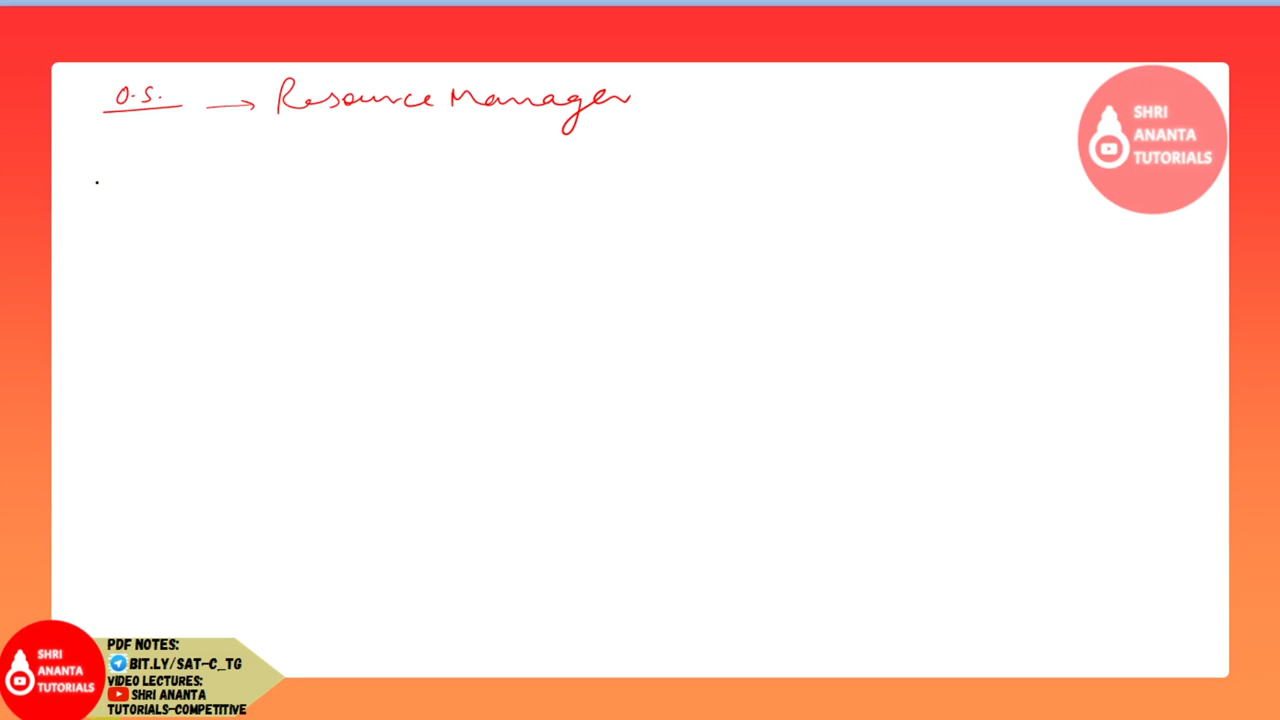 O.S. → Resource Manager
SHRI
ANANTA
TUTORIALS
SHRI
ANANTA
TUTORIALS
PDF NOTES:
BIT.LY/SAT-C_TG
VIDEO LECTURES:
SHRI ANANTA
TUTORIALS-COMPETITIVE